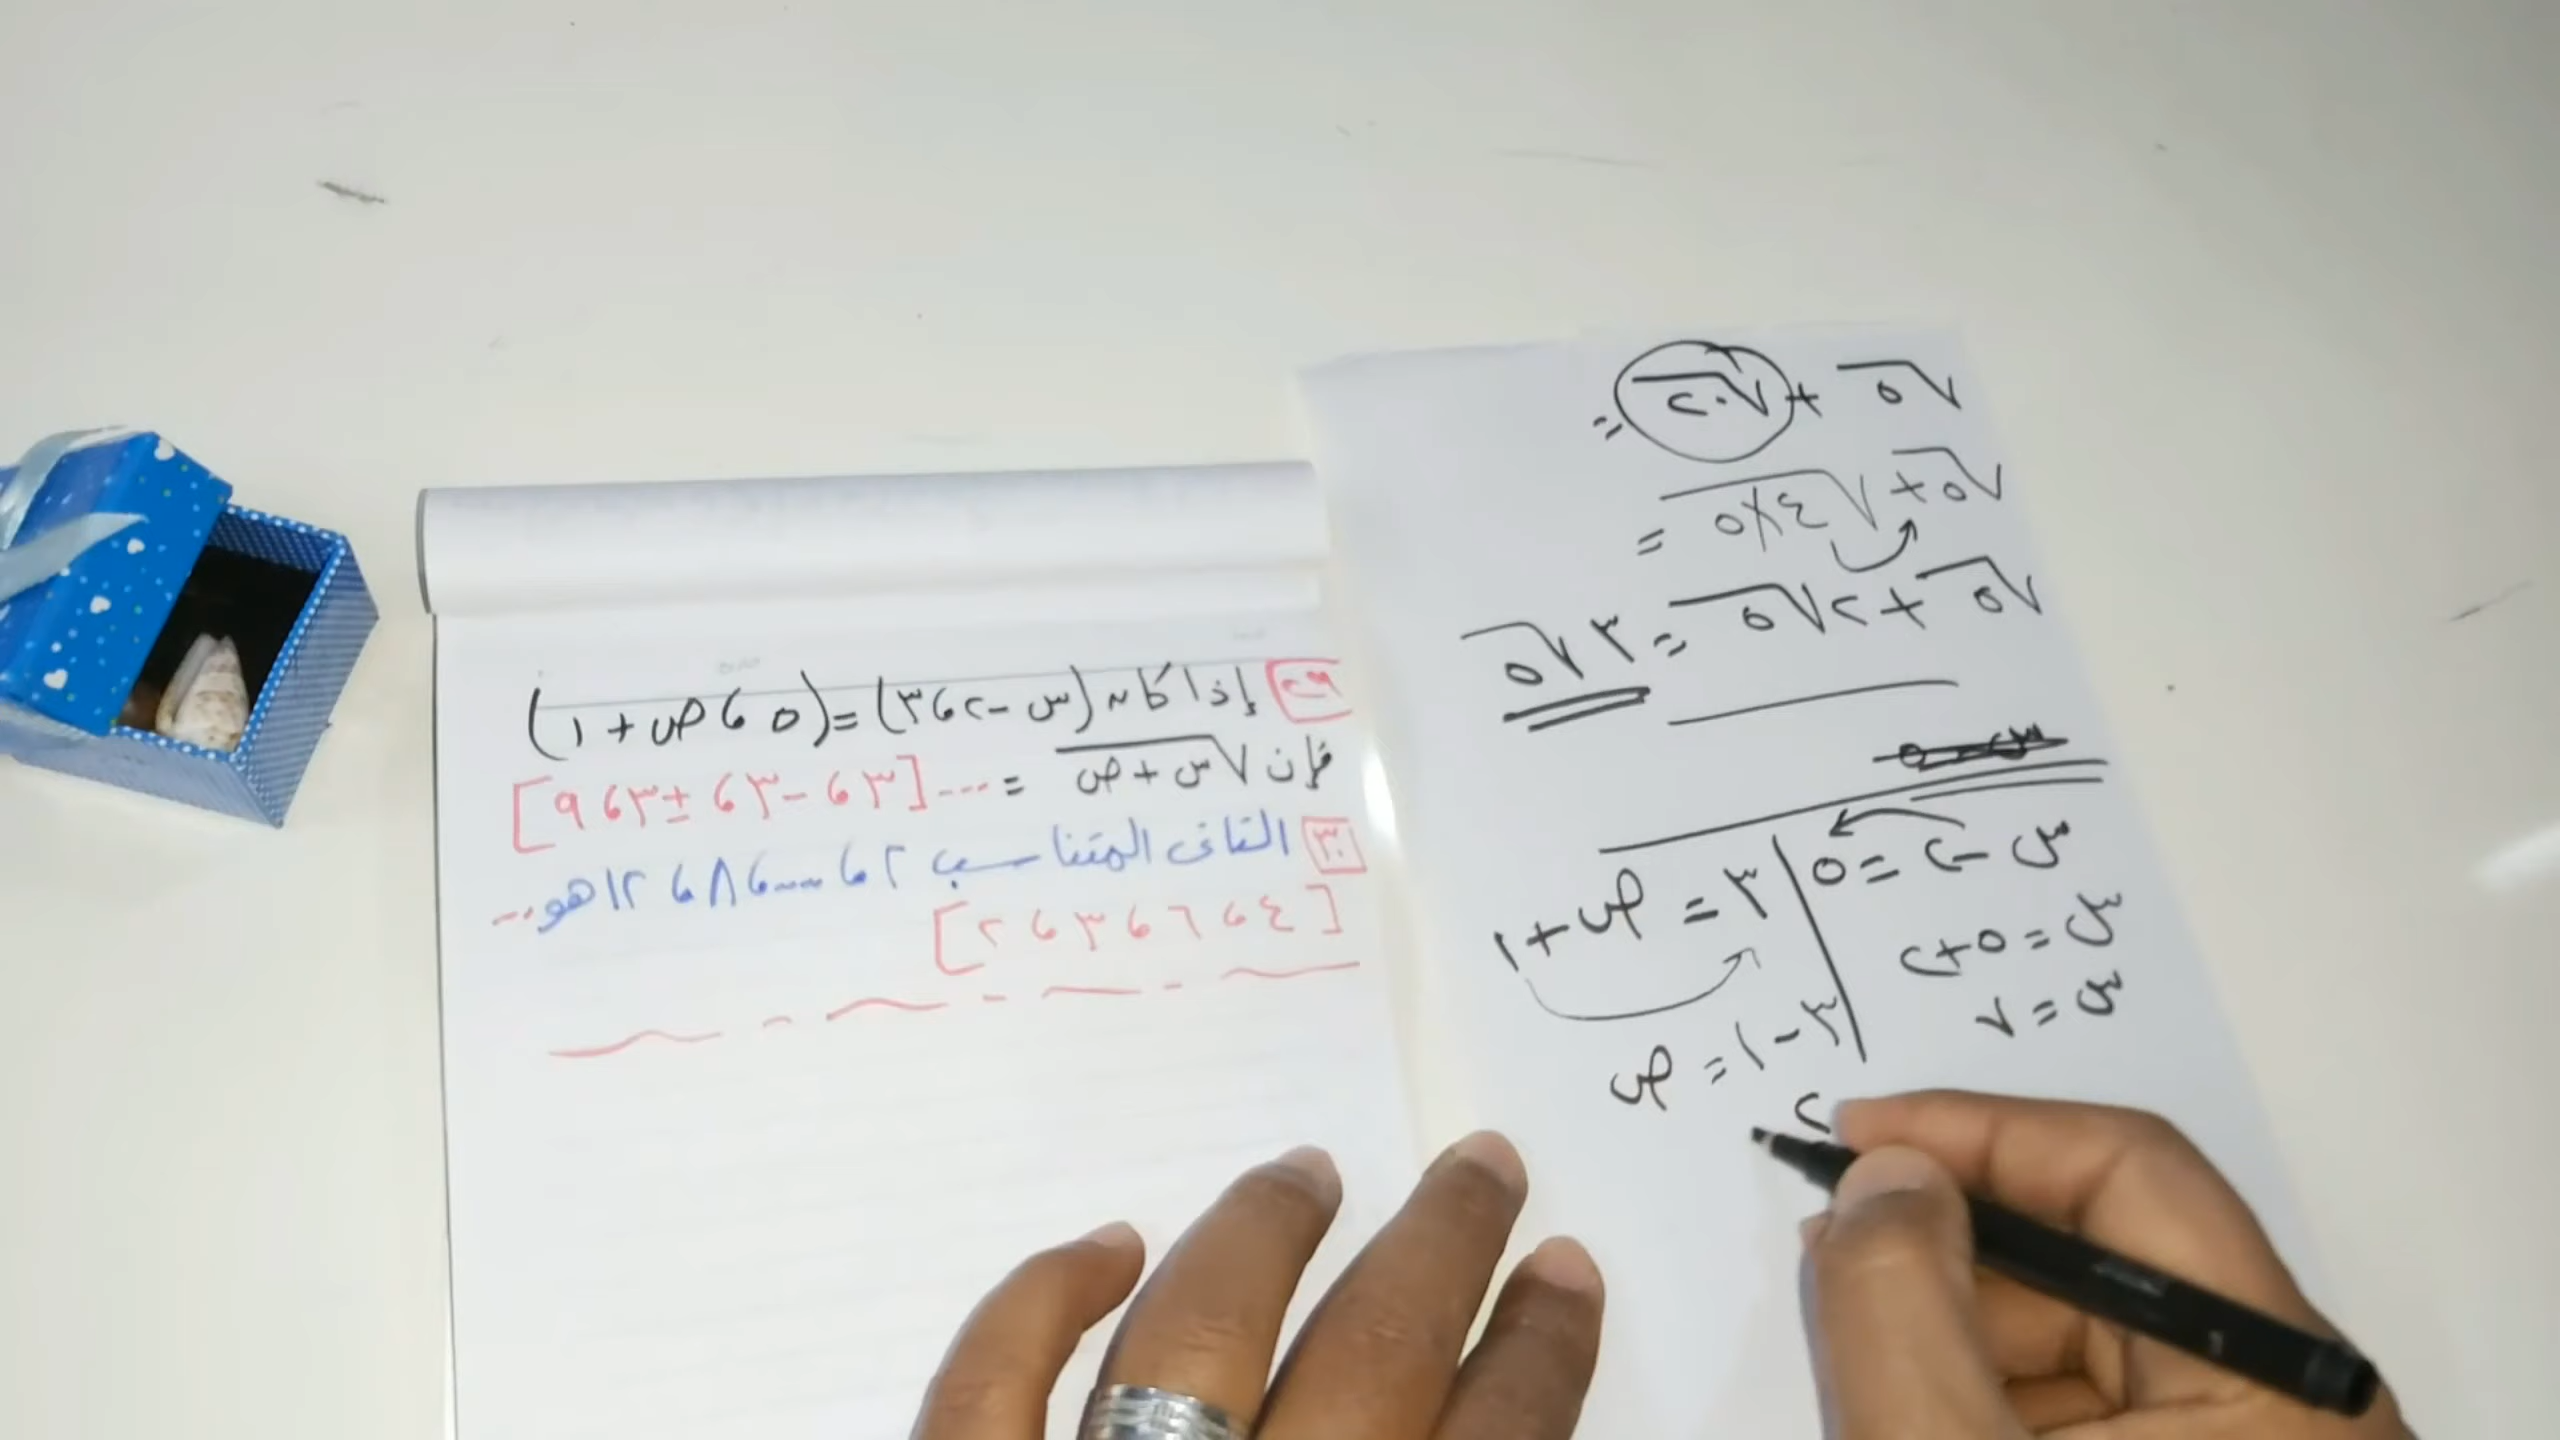 ٢٩ إذا كان (س - ٢ ، ٣) = (٥ ، ص + ١)
فإن √س + ص = ... [٣ ، -٣ ، ±٣ ، ٩]
٣٠ الثانى المتناسب ٢ ، ... ، ٨ ، ١٢ هو ...
[٤ ، ٦ ، ٣ ، ٢]
√٥ + √٢٠ =
√٥ + √٤×٥ =
√٥ + ٢√٥ = ٣√٥
س - ٢ = ٥
س = ٥ + ٢
س = ٧
٣ = ص + ١
٣ - ١ = ص
٢